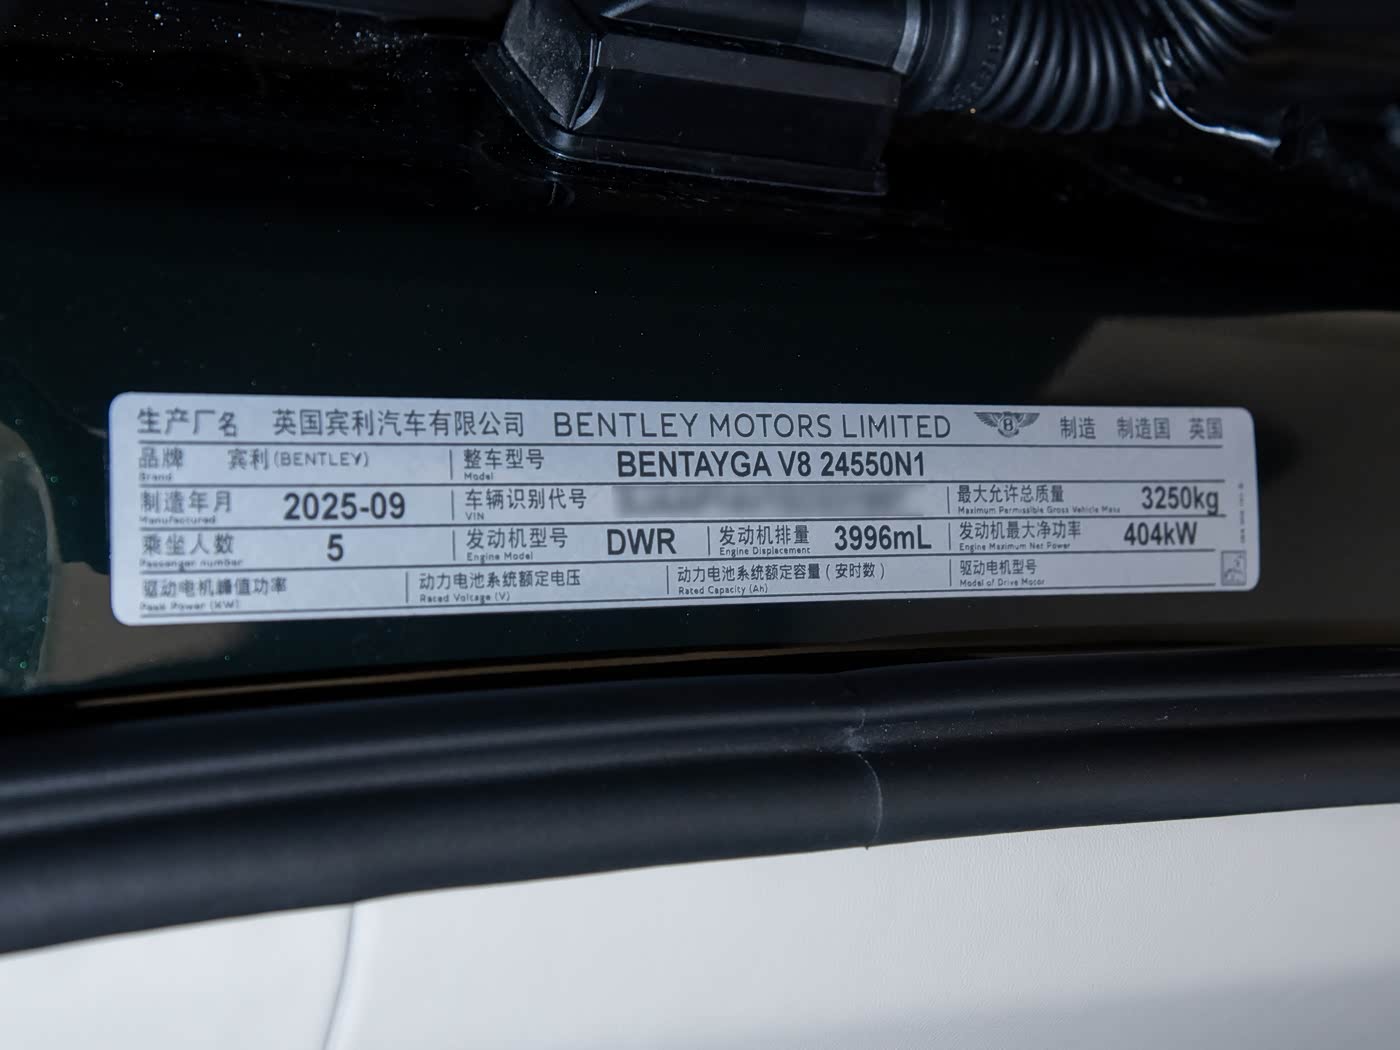 生产厂名 英国宾利汽车有限公司 BENTLEY MOTORS LIMITED B 制造 制造国 英国
品牌 宾利(BENTLEY) 整车型号 BENTAYGA V8 24550N1
Brand Model
制造年月 2025-09 车辆识别代号 最大允许总质量 3250kg
Manufactured VIN Maximum Permissible Gross Vehicle Mass
乘坐人数 5 发动机型号 DWR 发动机排量 3996mL 发动机最大净功率 404kW
Passenger number Engine Model Engine Displacement Engine Maximum Net Power
驱动电机峰值功率 动力电池系统额定电压 动力电池系统额定容量(安时数) 驱动电机型号
Peak Power (KW) Rated Voltage (V) Rated Capacity (Ah) Model of Drive Motor